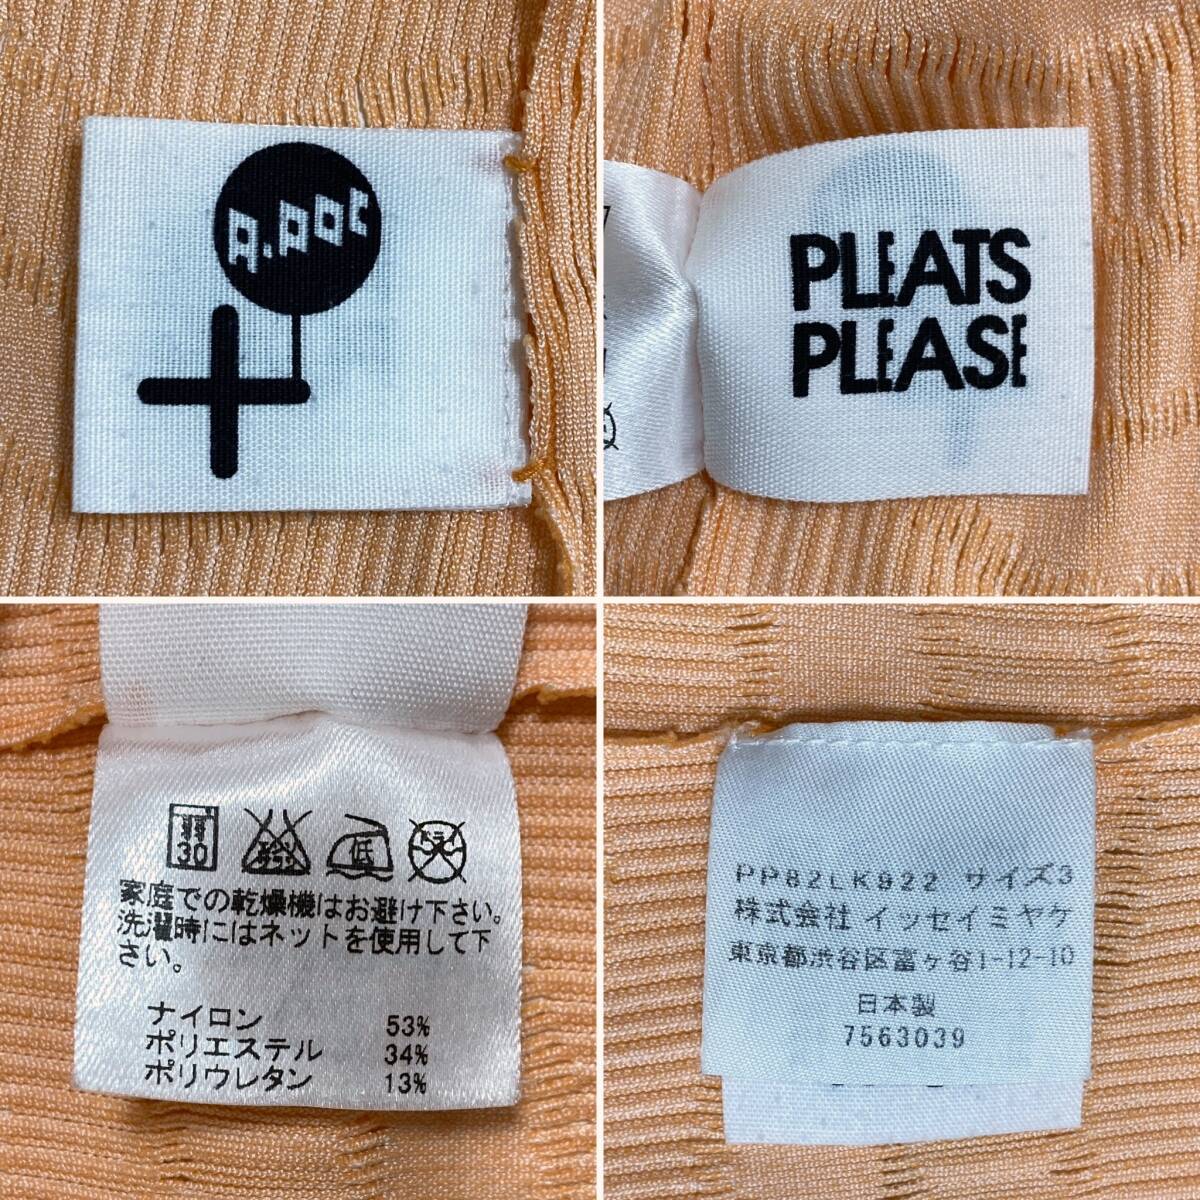 A.POC
PLEATS
PLEASE
弱
30
低
ドライ
家庭での乾燥機はお避け下さい。
洗濯時にはネットを使用して下
さい。
ナイロン 53%
ポリエステル 34%
ポリウレタン 13%
PP82LK922 サイズ3
株式会社 イッセイミヤケ
東京都渋谷区富ヶ谷1-12-10
日本製
7563039